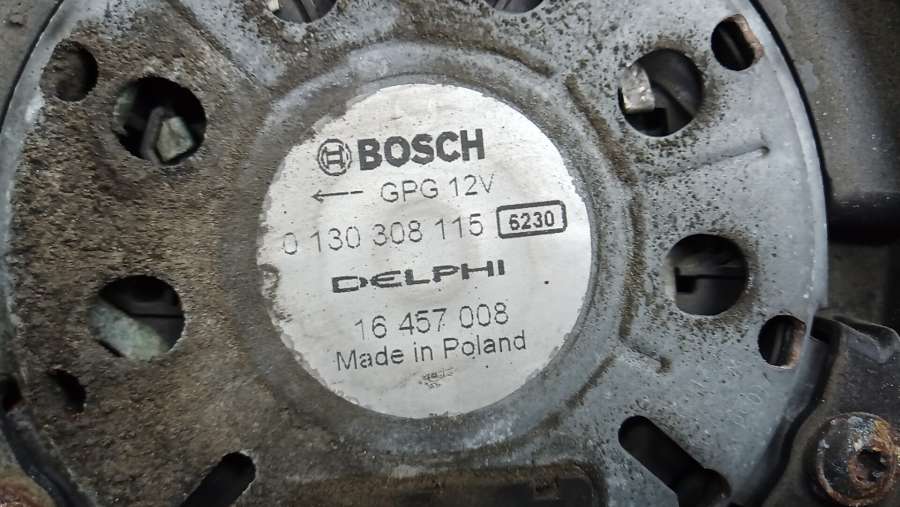 BOSCH
← GPG 12V
0 130 308 115 6230
DELPHI
16 457 008
Made in Poland